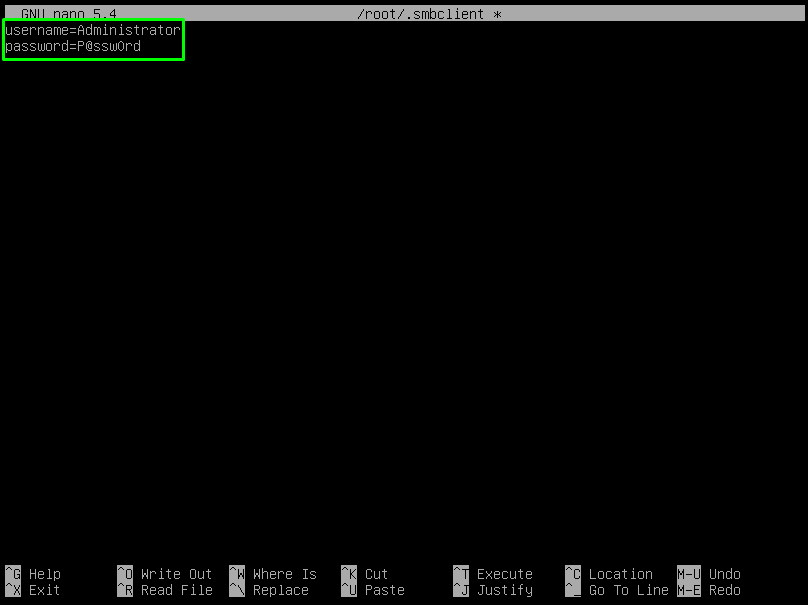 GNU nano 5.4 /root/.smbclient *
username=Administrator
password=P@ssw0rd
^G Help ^O Write Out ^W Where Is ^K Cut ^T Execute ^C Location M-U Undo
^X Exit ^R Read File ^\ Replace ^U Paste ^J Justify ^_ Go To Line M-E Redo